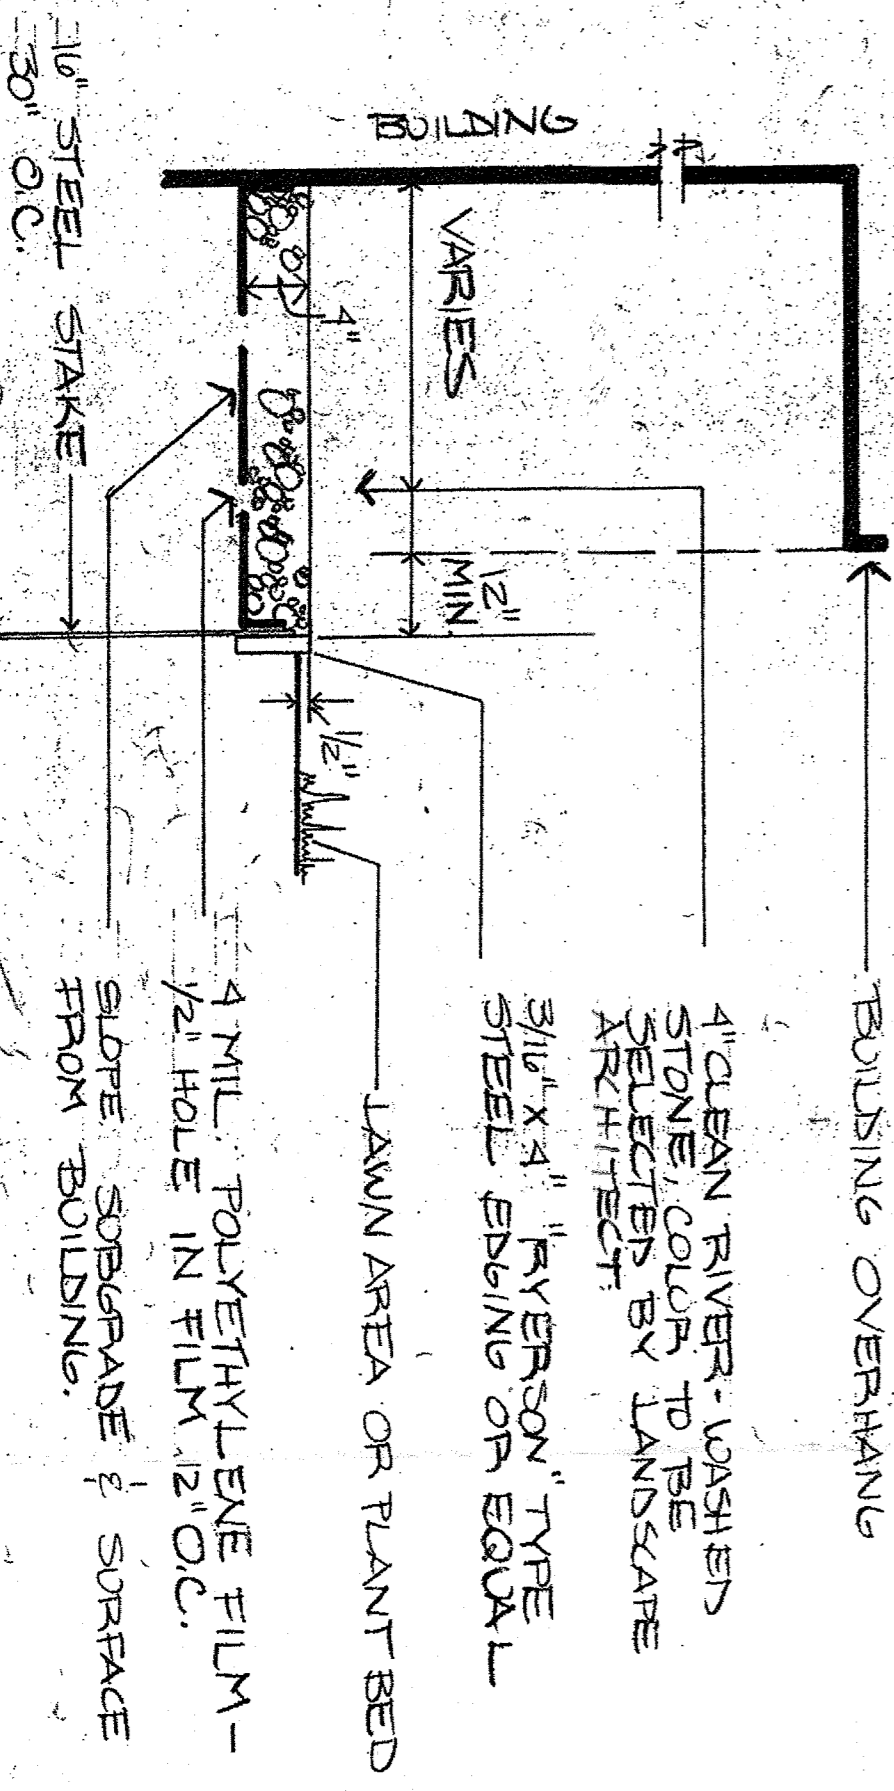 BUILDING OVERHANG
4" CLEAN RIVER-WASHED
STONE, COLOR TO BE
SELECTED BY LANDSCAPE
ARCHITECT.
3/16" X 4" "RYERSON" TYPE
STEEL EDGING OR EQUAL
LAWN AREA OR PLANT BED
4 MIL. POLYETHYLENE FILM -
1/2" HOLE IN FILM 12" O.C.
SLOPE SUBGRADE & SURFACE
FROM BUILDING.
BUILDING
VARIES
12"
MIN.
4"
1/2"
16" STEEL STAKE
30" O.C.